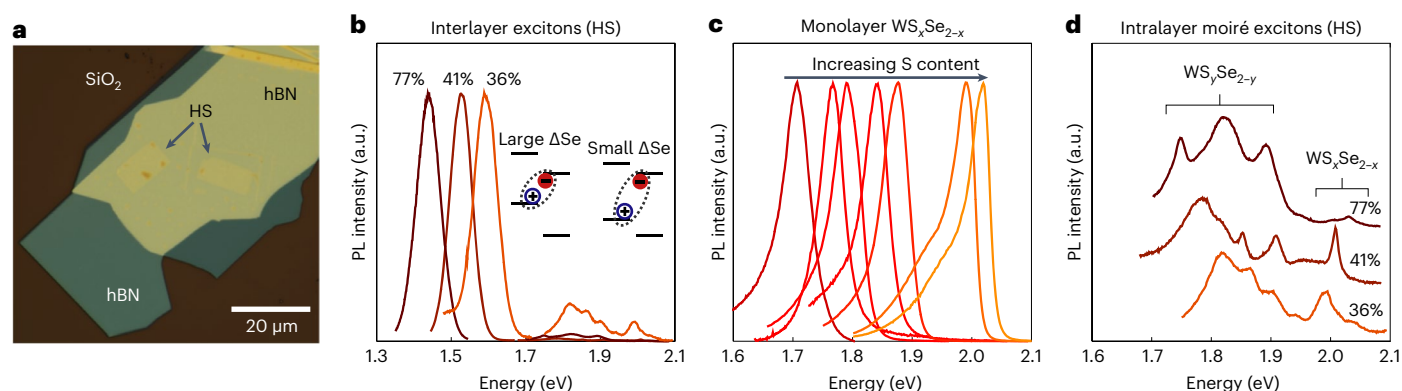 a
SiO₂
hBN
HS
hBN
20 μm
b
Interlayer excitons (HS)
77% 41% 36%
Large ΔSe
Small ΔSe
PL intensity (a.u.)
1.3 1.5 1.7 1.9 2.1
Energy (eV)
c
Monolayer WSₓSe₂₋ₓ
Increasing S content
PL intensity (a.u.)
1.6 1.7 1.8 1.9 2.0 2.1
Energy (eV)
d
Intralayer moiré excitons (HS)
WS_ySe_{2−y}
WSₓSe₂₋ₓ
77%
41%
36%
PL intensity (a.u.)
1.6 1.7 1.8 1.9 2.0 2.1
Energy (eV)